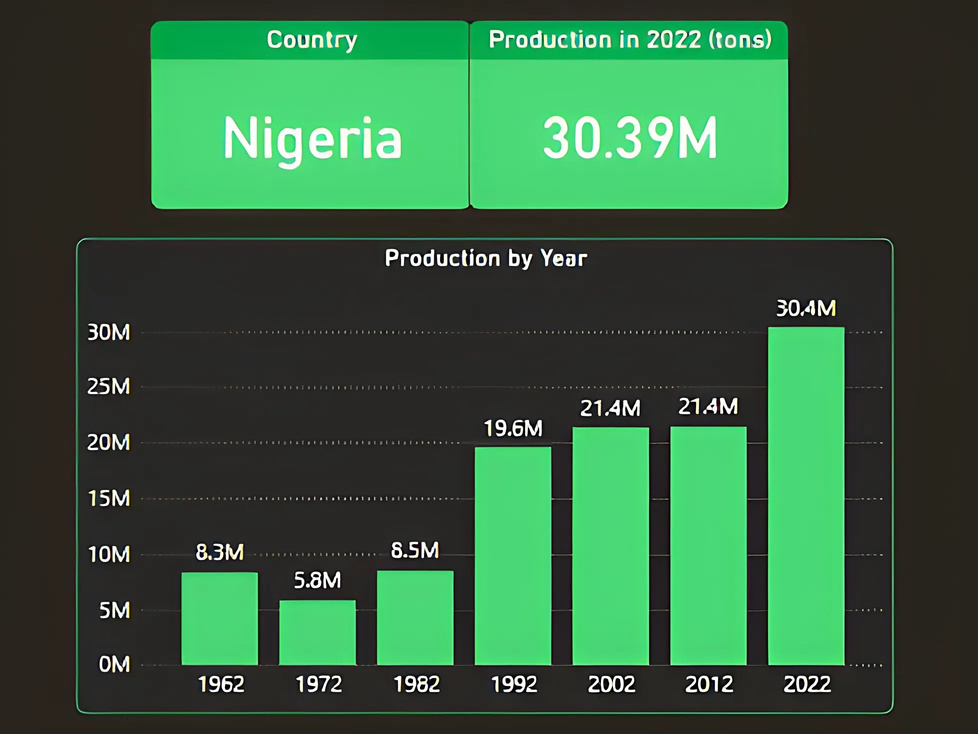 Country
Production in 2022 (tons)
Nigeria
30.39M
Production by Year
30M
25M
20M
15M
10M
5M
0M
8.3M
5.8M
8.5M
19.6M
21.4M
21.4M
30.4M
1962
1972
1982
1992
2002
2012
2022